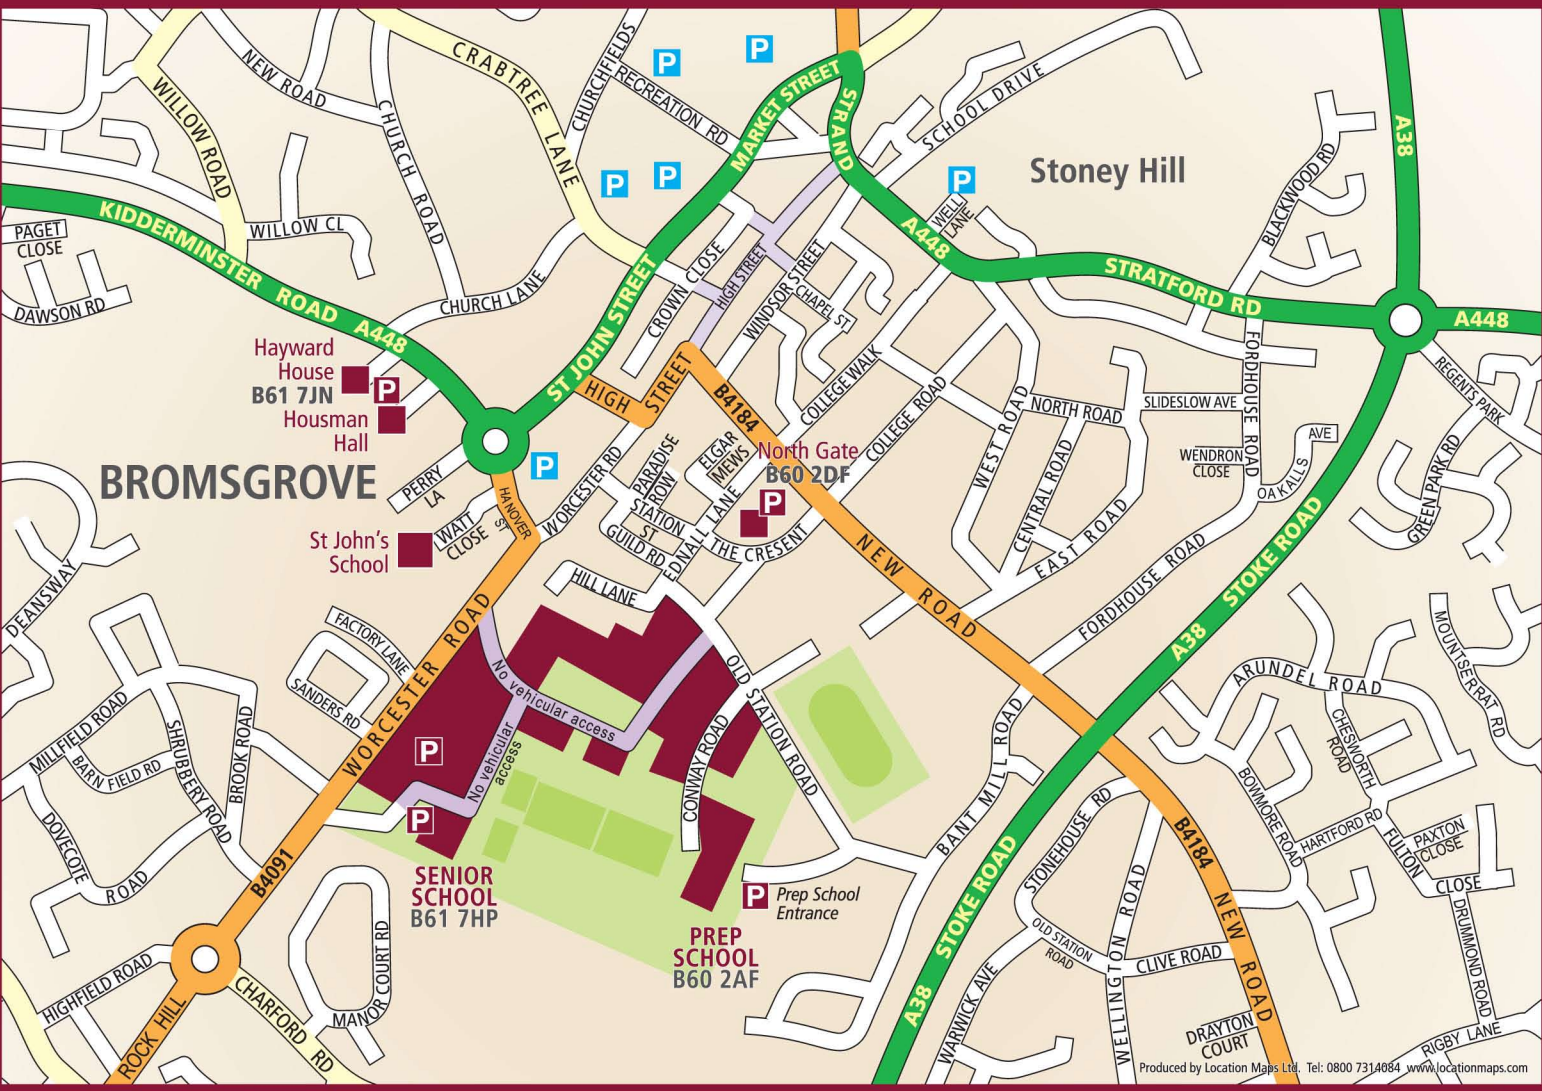 NEW ROAD
WILLOW ROAD
CHURCH ROAD
CRABTREE LANE
CHURCHFIELDS
RECREATION RD
P
P
P
P
MARKET STREET
STRAND
SCHOOL DRIVE
P
WELL
LANE
Stoney Hill
BLACKWOOD RD
A38
KIDDERMINSTER ROAD A448
PAGET
CLOSE
WILLOW CL
DAWSON RD
CHURCH LANE
ST JOHN STREET
CROWN CLOSE
HIGH STREET
WINDSOR STREET
CHAPEL ST
A448
STRATFORD RD
A448
Hayward
House
B61 7JN
P
Housman
Hall
HIGH STREET
B4184
COLLEGE WALK
COLLEGE ROAD
WEST ROAD
NORTH ROAD
CENTRAL ROAD
EAST ROAD
SLIDESLOW AVE
FORDHOUSE ROAD
WENDRON
CLOSE
OAKALLS
AVE
REGENTS PARK
GREEN PARK RD
BROMSGROVE
PERRY
LA
P
HANOVER
ST
WATT
CLOSE
St John's
School
WORCESTER RD
PARADISE
ROW
STATION
ST
GUILD RD
ELGAR
MEWS
EDNALL LANE
North Gate
B60 2DF
P
THE CRESENT
HILL LANE
NEW ROAD
FORDHOUSE ROAD
STOKE ROAD
A38
DEANSWAY
FACTORY LANE
SANDERS RD
WORCESTER ROAD
No vehicular access
No vehicular
access
OLD STATION ROAD
CONWAY ROAD
P
P
MILLFIELD ROAD
BARN FIELD RD
SHRUBBERY ROAD
BROOK ROAD
DOVECOTE
ROAD
B4091
SENIOR
SCHOOL
B61 7HP
P
Prep School
Entrance
PREP
SCHOOL
B60 2AF
BANT MILL ROAD
STONEHOUSE RD
B4184
ARUNDEL ROAD
CHESWORTH
ROAD
MOUNTSERRAT RD
BOWMORE ROAD
HARTFORD RD
FULTON
CLOSE
PAXTON
CLOSE
DRUMMOND ROAD
STOKE ROAD
A38
OLD STATION
ROAD
WARWICK AVE
WELLINGTON ROAD
CLIVE ROAD
NEW ROAD
DRAYTON
COURT
RIGBY LANE
HIGHFIELD ROAD
ROCK HILL
CHARFORD RD
MANOR COURT RD
Produced by Location Maps Ltd. Tel: 0800 7314084 www.locationmaps.com